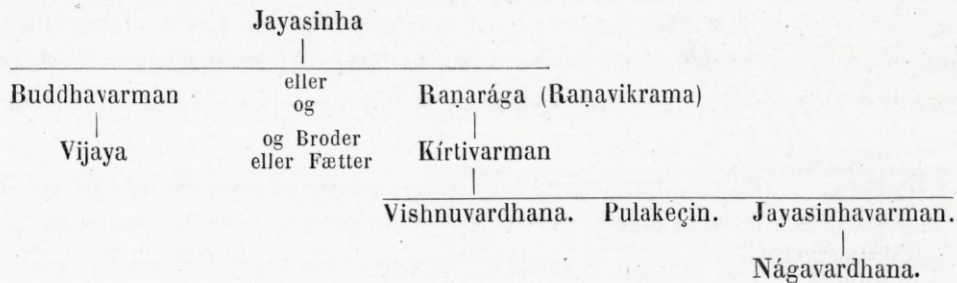 Jayasinha
Buddhavarman eller Raṇarága (Raṇavikrama)
og
Vijaya og Broder Kírtivarman
eller Fætter
Vishnuvardhana. Pulakeçin. Jayasinhavarman.
Nágavardhana.